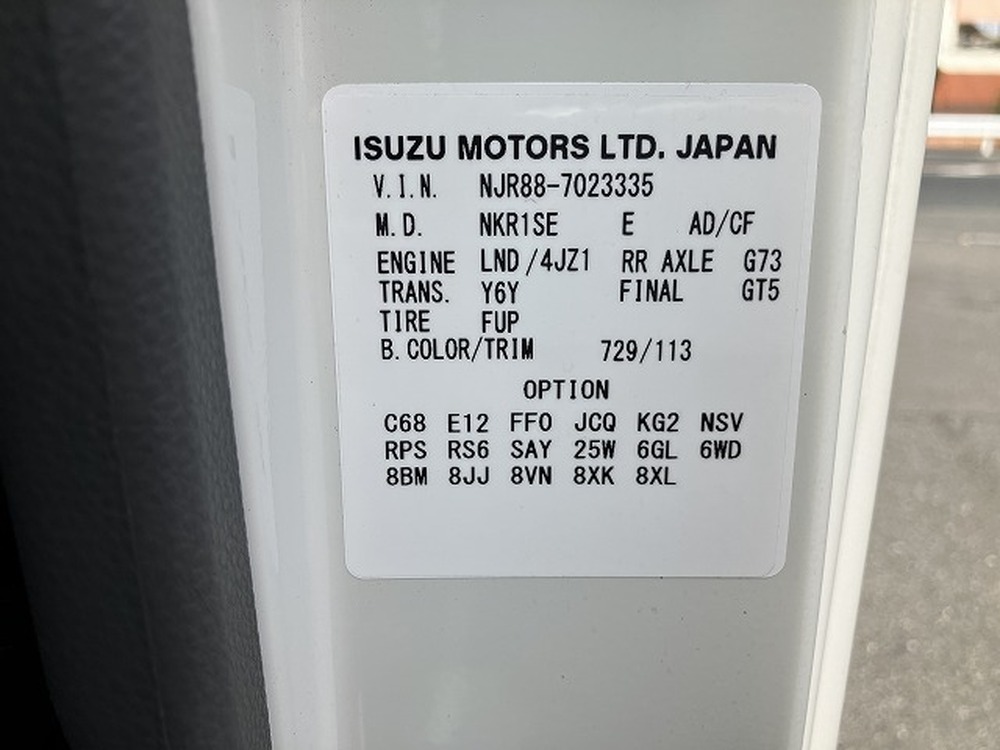 ISUZU MOTORS LTD. JAPAN
V.I.N. NJR88-7023335
M.D. NKR1SE E AD/CF
ENGINE LND/4JZ1 RR AXLE G73
TRANS. Y6Y FINAL GT5
TIRE FUP
B.COLOR/TRIM 729/113
OPTION
C68 E12 FF0 JCQ KG2 NSV
RPS RS6 SAY 25W 6GL 6WD
8BM 8JJ 8VN 8XK 8XL